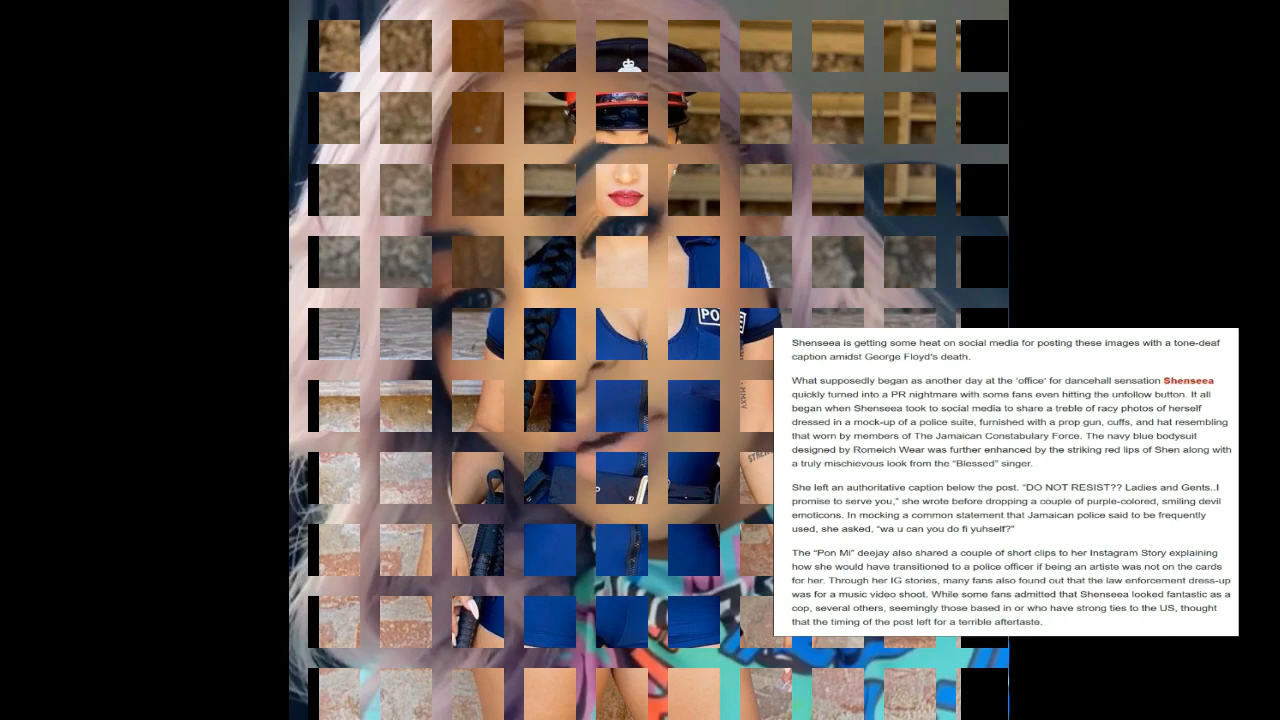 PO
MMXV
Shenseea is getting some heat on social media for posting these images with a tone-deaf
caption amidst George Floyd's death.
What supposedly began as another day at the 'office' for dancehall sensation Shenseea
quickly turned into a PR nightmare with some fans even hitting the unfollow button. It all
began when Shenseea took to social media to share a treble of racy photos of herself
dressed in a mock-up of a police suite, furnished with a prop gun, cuffs, and hat resembling
that worn by members of The Jamaican Constabulary Force. The navy blue bodysuit
designed by Romeich Wear was further enhanced by the striking red lips of Shen along with
a truly mischievous look from the “Blessed” singer.
She left an authoritative caption below the post. “DO NOT RESIST?? Ladies and Gents..I
promise to serve you,” she wrote before dropping a couple of purple-colored, smiling devil
emoticons. In mocking a common statement that Jamaican police said to be frequently
used, she asked, “wa u can you do fi yuhself?”
The “Pon Mi” deejay also shared a couple of short clips to her Instagram Story explaining
how she would have transitioned to a police officer if being an artiste was not on the cards
for her. Through her IG stories, many fans also found out that the law enforcement dress-up
was for a music video shoot. While some fans admitted that Shenseea looked fantastic as a
cop, several others, seemingly those based in or who have strong ties to the US, thought
that the timing of the post left for a terrible aftertaste.